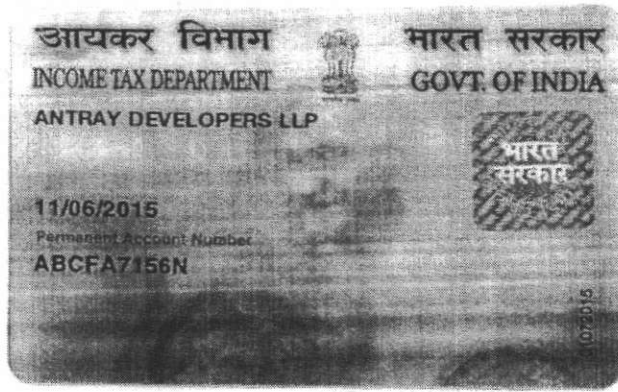 आयकर विभाग
INCOME TAX DEPARTMENT
भारत सरकार
GOVT. OF INDIA
ANTRAY DEVELOPERS LLP
भारत
सरकार
11/06/2015
Permanent Account Number
ABCFA7156N